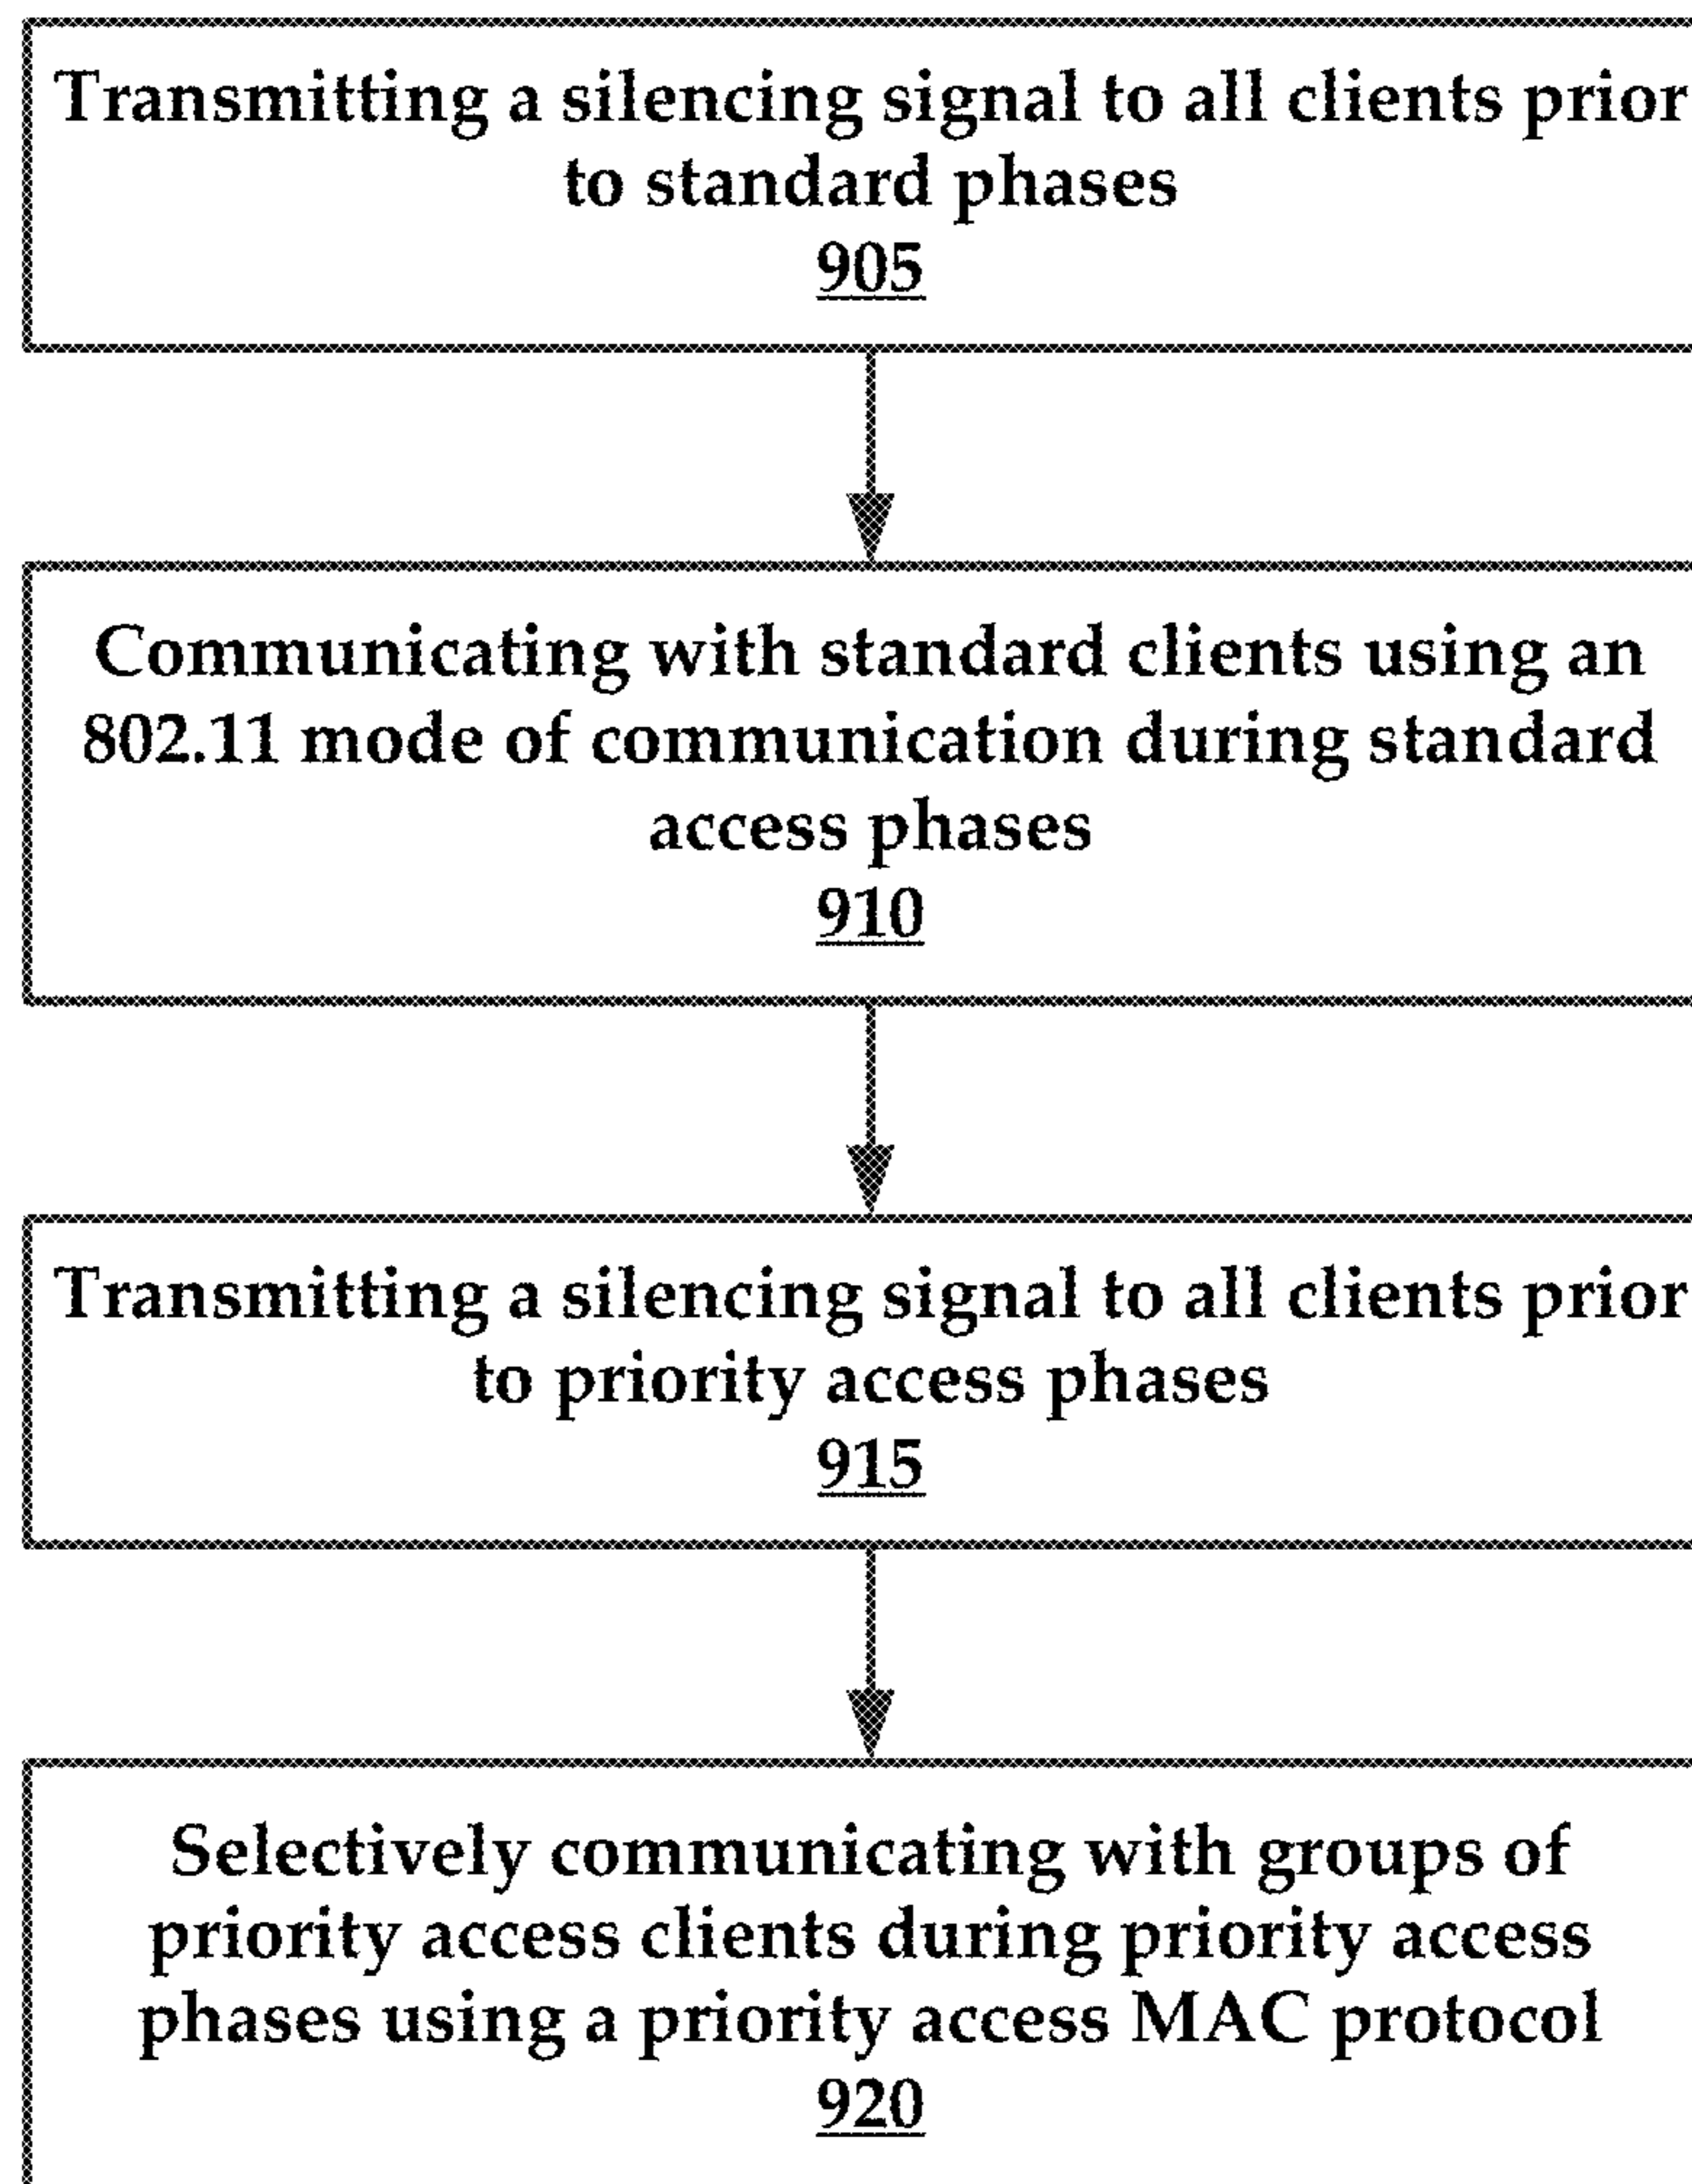 Transmitting a silencing signal to all clients prior
to standard phases
905
Communicating with standard clients using an
802.11 mode of communication during standard
access phases
910
Transmitting a silencing signal to all clients prior
to priority access phases
915
Selectively communicating with groups of
priority access clients during priority access
phases using a priority access MAC protocol
920